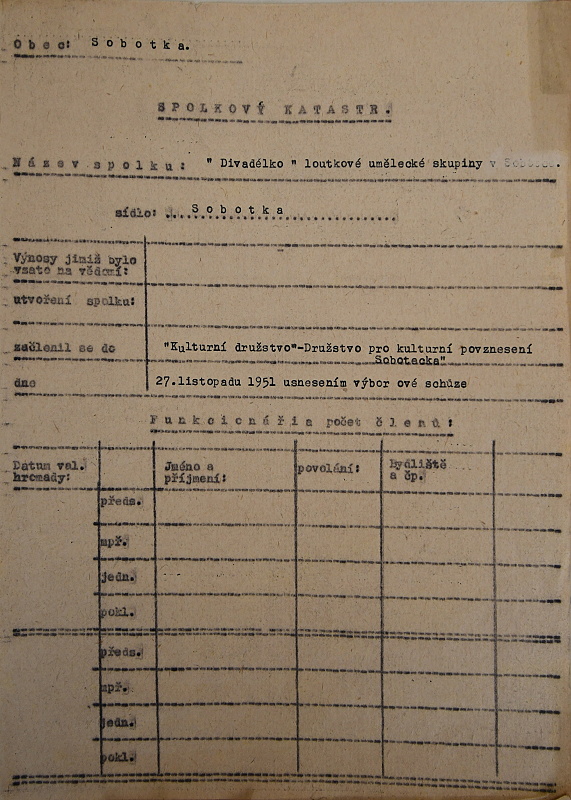 Obec: Sobotka.
SPOLKOVÝ KATASTR.
Název spolku: " Divadélko " loutkové umělecké skupiny v
sídlo: Sobotka
Výnosy jimiž bylo
vzato na vědomí:
utvoření spolku:
začlenil se do "Kulturní družstvo"-Družstvo pro kulturní povznesení
Sobotecka"
dne 27.listopadu 1951 usnesením výbor ové schůze
Funkcionáři a počet členů:
Datum val. Jméno a povolání: Bydliště
hromady: příjmení: a čp.
předs.
mpř.
jedn.
pokl.
předs.
mpř.
jedn.
pokl.